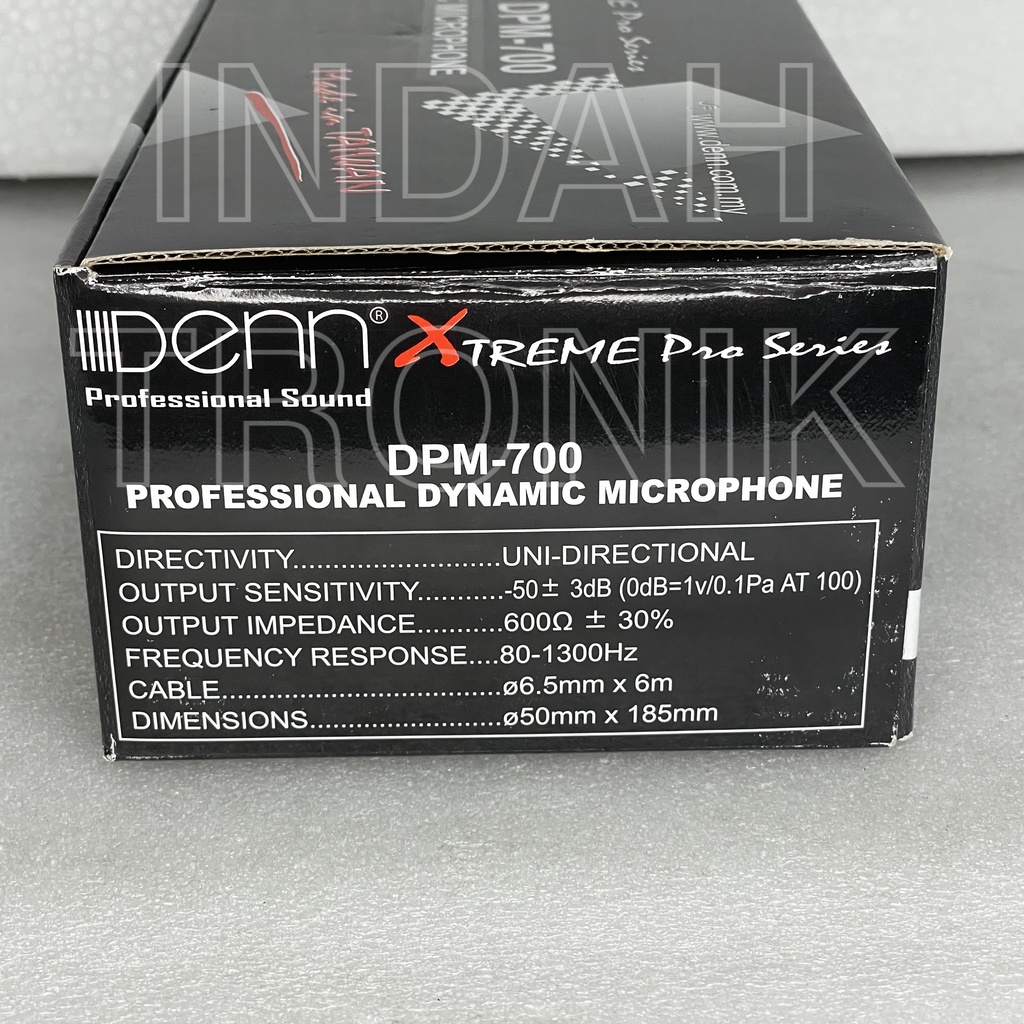 E Pro Series
DPM-700
MICROPHONE
www.denn.com.my
Made in TAIWAN
INDAH
TRONIK
Denn® XTREME Pro Series
Professional Sound
DPM-700
PROFESSIONAL DYNAMIC MICROPHONE
DIRECTIVITY.........................UNI-DIRECTIONAL
OUTPUT SENSITIVITY..........-50± 3dB (0dB=1v/0.1Pa AT 100)
OUTPUT IMPEDANCE...........600Ω ± 30%
FREQUENCY RESPONSE....80-1300Hz
CABLE..................................ø6.5mm x 6m
DIMENSIONS.......................ø50mm x 185mm